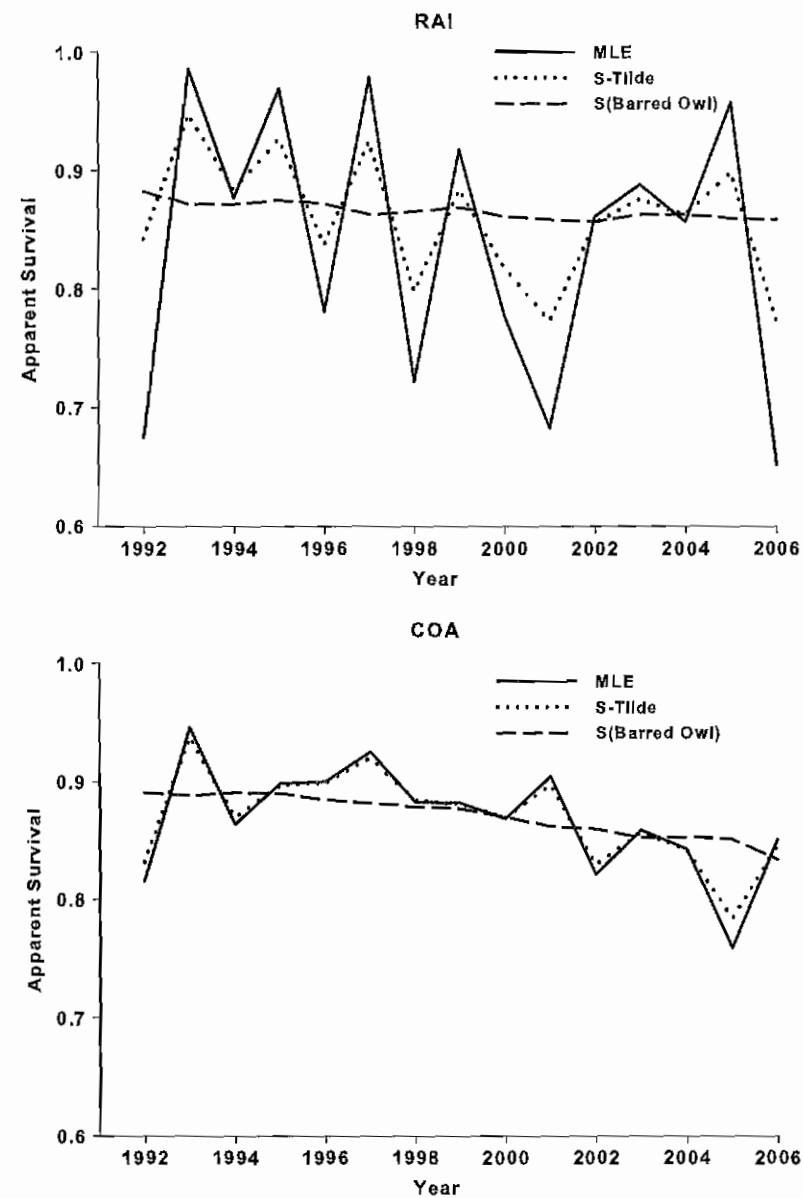 RAI
MLE
S-Tilde
S(Barred Owl)
1.0
0.9
0.8
0.7
0.6
Apparent Survival
1992 1994 1996 1998 2000 2002 2004 2006
Year
COA
MLE
S-Tilde
S(Barred Owl)
1.0
0.9
0.8
0.7
0.6
Apparent Survival
1992 1994 1996 1998 2000 2002 2004 2006
Year